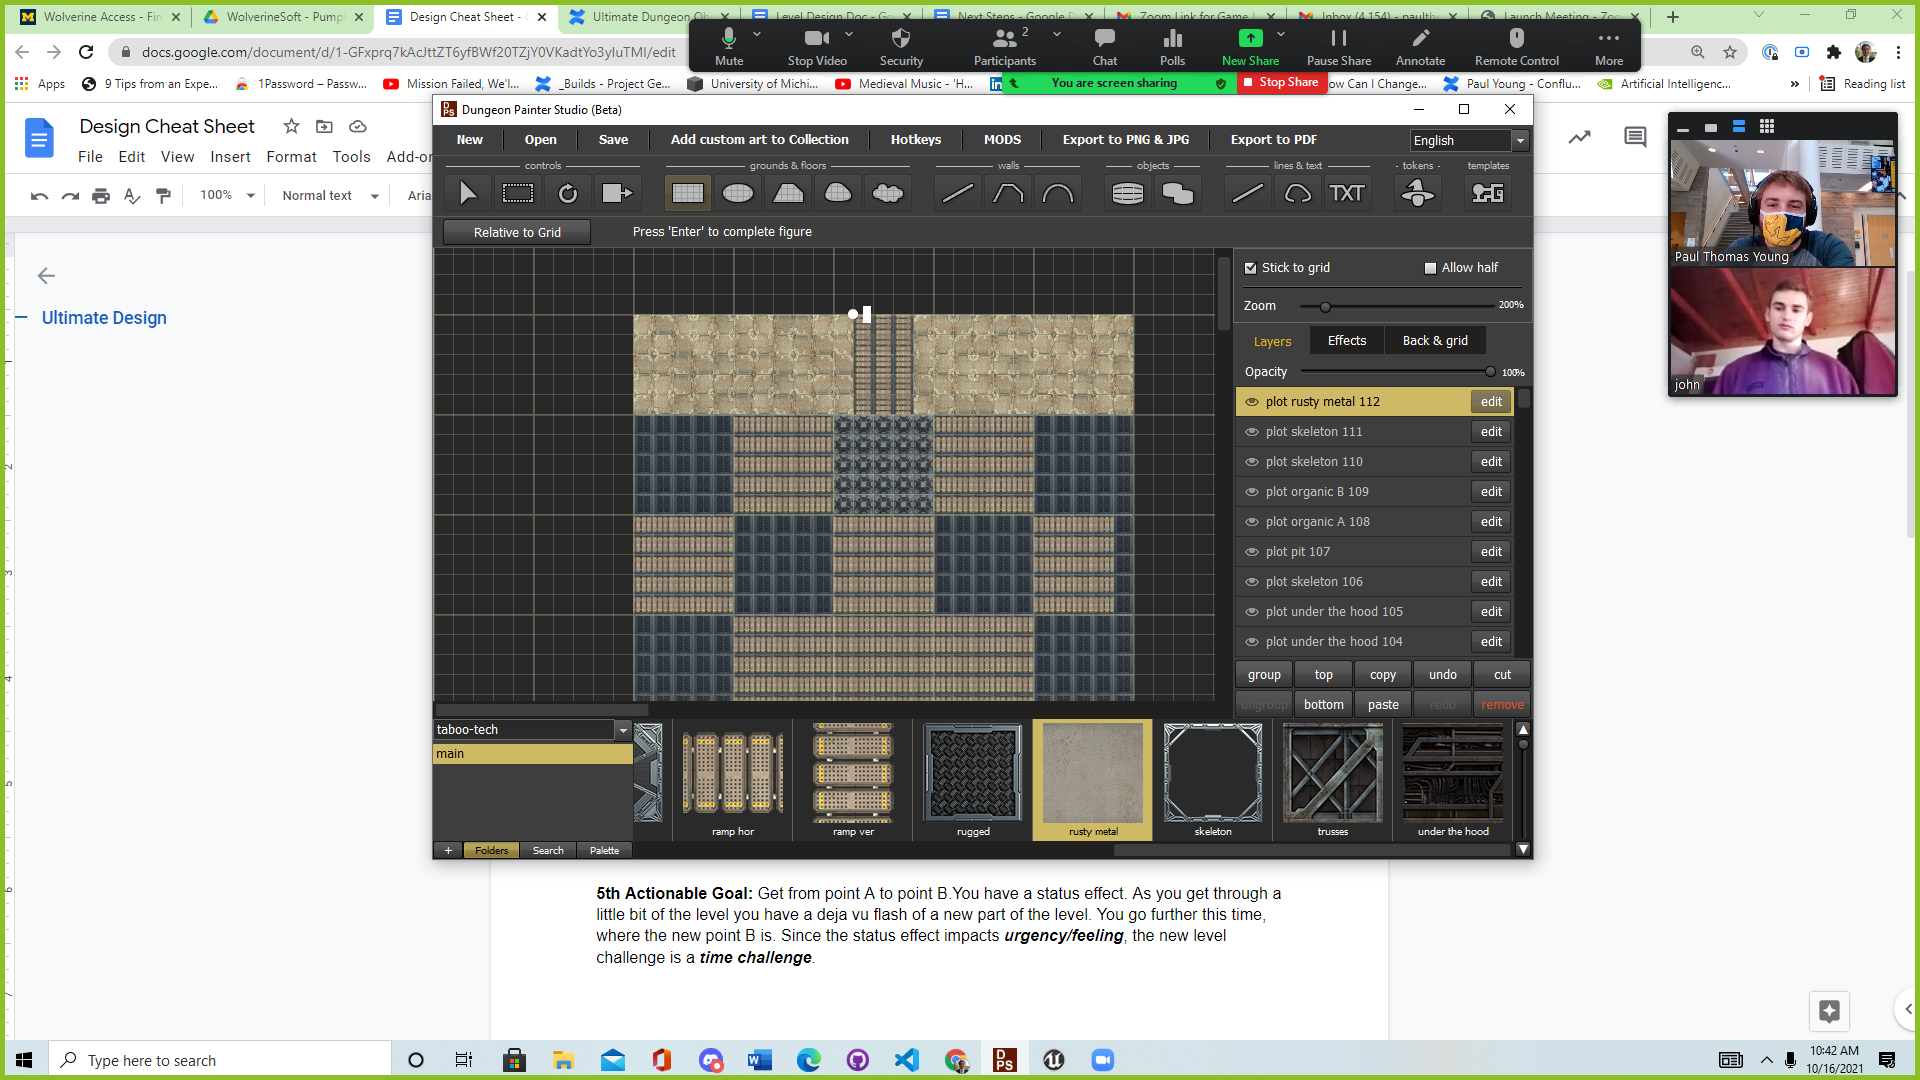 Wolverine Access - Fin
WolverineSoft - Pumpl
Design Cheat Sheet -
Ultimate Dungeon
Level Design Doc - Go
Next Steps - Google D
Zoom Link for Game
Inbox (4,154) - paulth
Launch Meeting - Zoo
docs.google.com/document/d/1-GFxprq7kAcJttZT6yfBWf20TZjY0VKadtYo3yIuTMI/edit
Mute
Stop Video
Security
2
Participants
Chat
Polls
New Share
Pause Share
Annotate
Remote Control
More
You are screen sharing
Stop Share
Apps
9 Tips from an Expe...
1Password – Passw...
Mission Failed, We'l...
_Builds - Project Ge...
University of Michi...
Medieval Music - 'H...
ow Can I Change...
Paul Young - Conflu...
Artificial Intelligenc...
Reading list
Design Cheat Sheet
File Edit View Insert Format Tools Add-o
100%
Normal text
Aria
Ultimate Design
Dungeon Painter Studio (Beta)
New
Open
Save
Add custom art to Collection
Hotkeys
MODS
Export to PNG & JPG
Export to PDF
English
controls
grounds & floors
walls
objects
lines & text
tokens
templates
TXT
Relative to Grid
Press 'Enter' to complete figure
Stick to grid
Allow half
Zoom
200%
Layers
Effects
Back & grid
Opacity
100%
plot rusty metal 112 edit
plot skeleton 111 edit
plot skeleton 110 edit
plot organic B 109 edit
plot organic A 108 edit
plot pit 107 edit
plot skeleton 106 edit
plot under the hood 105 edit
plot under the hood 104 edit
group top copy undo cut
ungroup bottom paste redo remove
taboo-tech
main
ramp hor
ramp ver
rugged
rusty metal
skeleton
trusses
under the hood
+ Folders Search Palette
Paul Thomas Young
john
5th Actionable Goal: Get from point A to point B.You have a status effect. As you get through a
little bit of the level you have a deja vu flash of a new part of the level. You go further this time,
where the new point B is. Since the status effect impacts urgency/feeling, the new level
challenge is a time challenge.
Type here to search
10:42 AM
10/16/2021